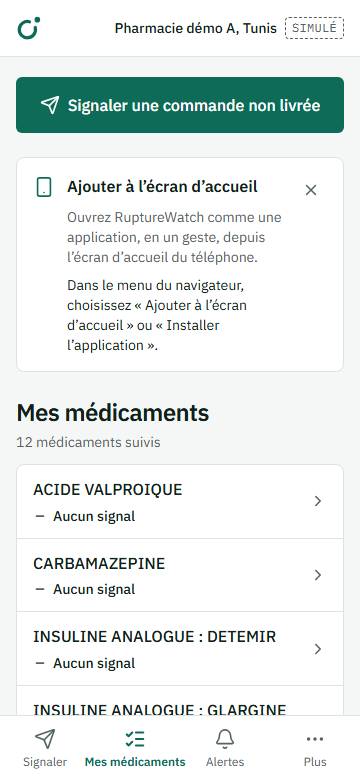 Pharmacie démo A, Tunis SIMULÉ
Signaler une commande non livrée
Ajouter à l’écran d’accueil
Ouvrez RuptureWatch comme une
application, en un geste, depuis
l’écran d’accueil du téléphone.
Dans le menu du navigateur,
choisissez « Ajouter à l’écran
d’accueil » ou « Installer
l’application ».
Mes médicaments
12 médicaments suivis
ACIDE VALPROIQUE
– Aucun signal
CARBAMAZEPINE
– Aucun signal
INSULINE ANALOGUE : DETEMIR
– Aucun signal
INSULINE ANALOGUE : GLARGINE
Signaler Mes médicaments Alertes Plus